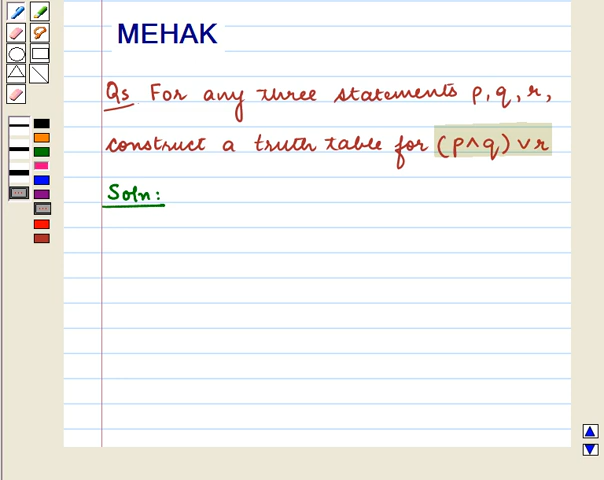 MEHAK
Qs For any three statements p, q, r,
construct a truth table for (p ∧ q) ∨ r
Soln: